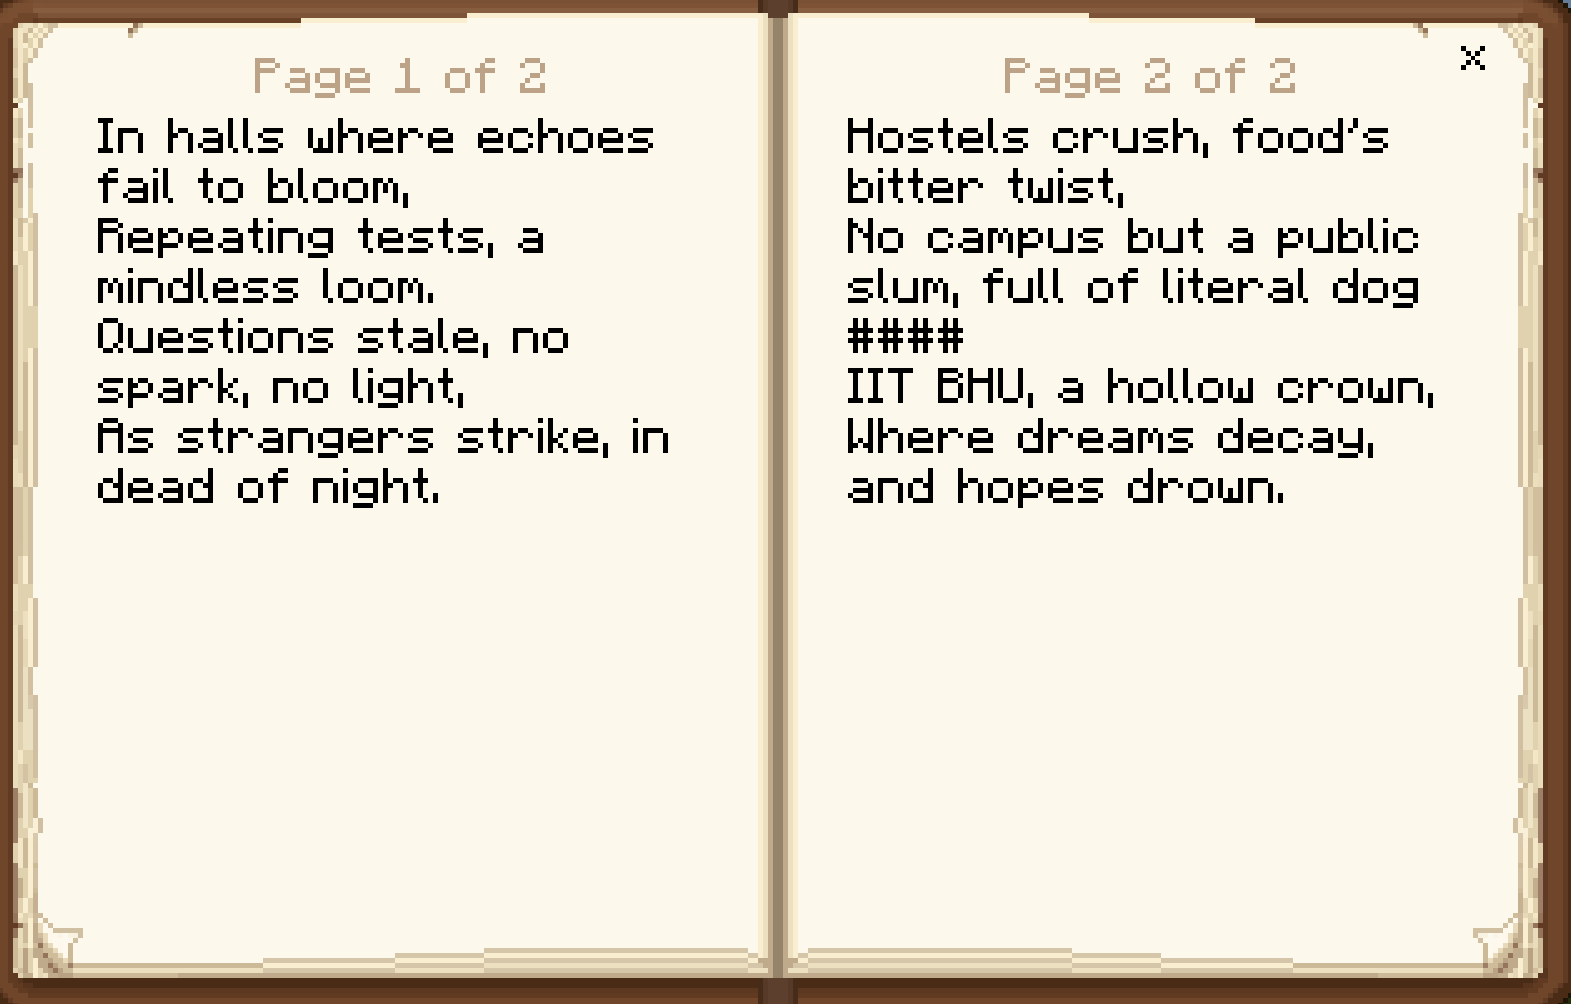 Page 1 of 2
In halls where echoes
fail to bloom,
Repeating tests, a
mindless loom.
Questions stale, no
spark, no light,
As strangers strike, in
dead of night.
Page 2 of 2
Hostels crush, food's
bitter twist,
No campus but a public
slum, full of literal dog
####
IIT BHU, a hollow crown,
Where dreams decay,
and hopes drown.